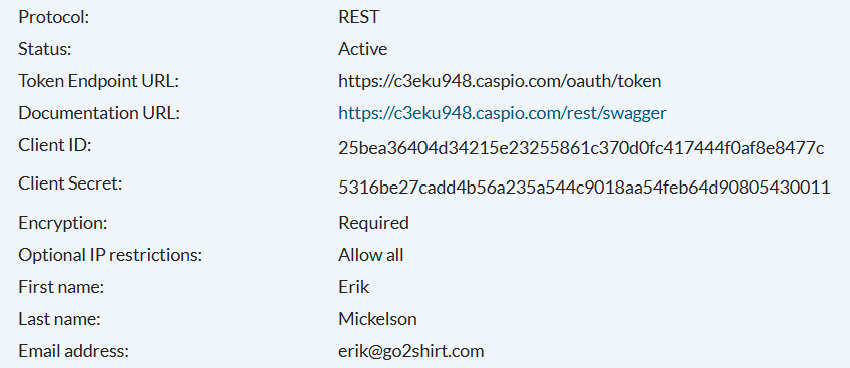 Protocol: REST
Status: Active
Token Endpoint URL: https://c3eku948.caspio.com/oauth/token
Documentation URL: https://c3eku948.caspio.com/rest/swagger
Client ID: 25bea36404d34215e23255861c370d0fc417444f0af8e8477c
Client Secret: 5316be27cadd4b56a235a544c9018aa54feb64d90805430011
Encryption: Required
Optional IP restrictions: Allow all
First name: Erik
Last name: Mickelson
Email address: erik@go2shirt.com